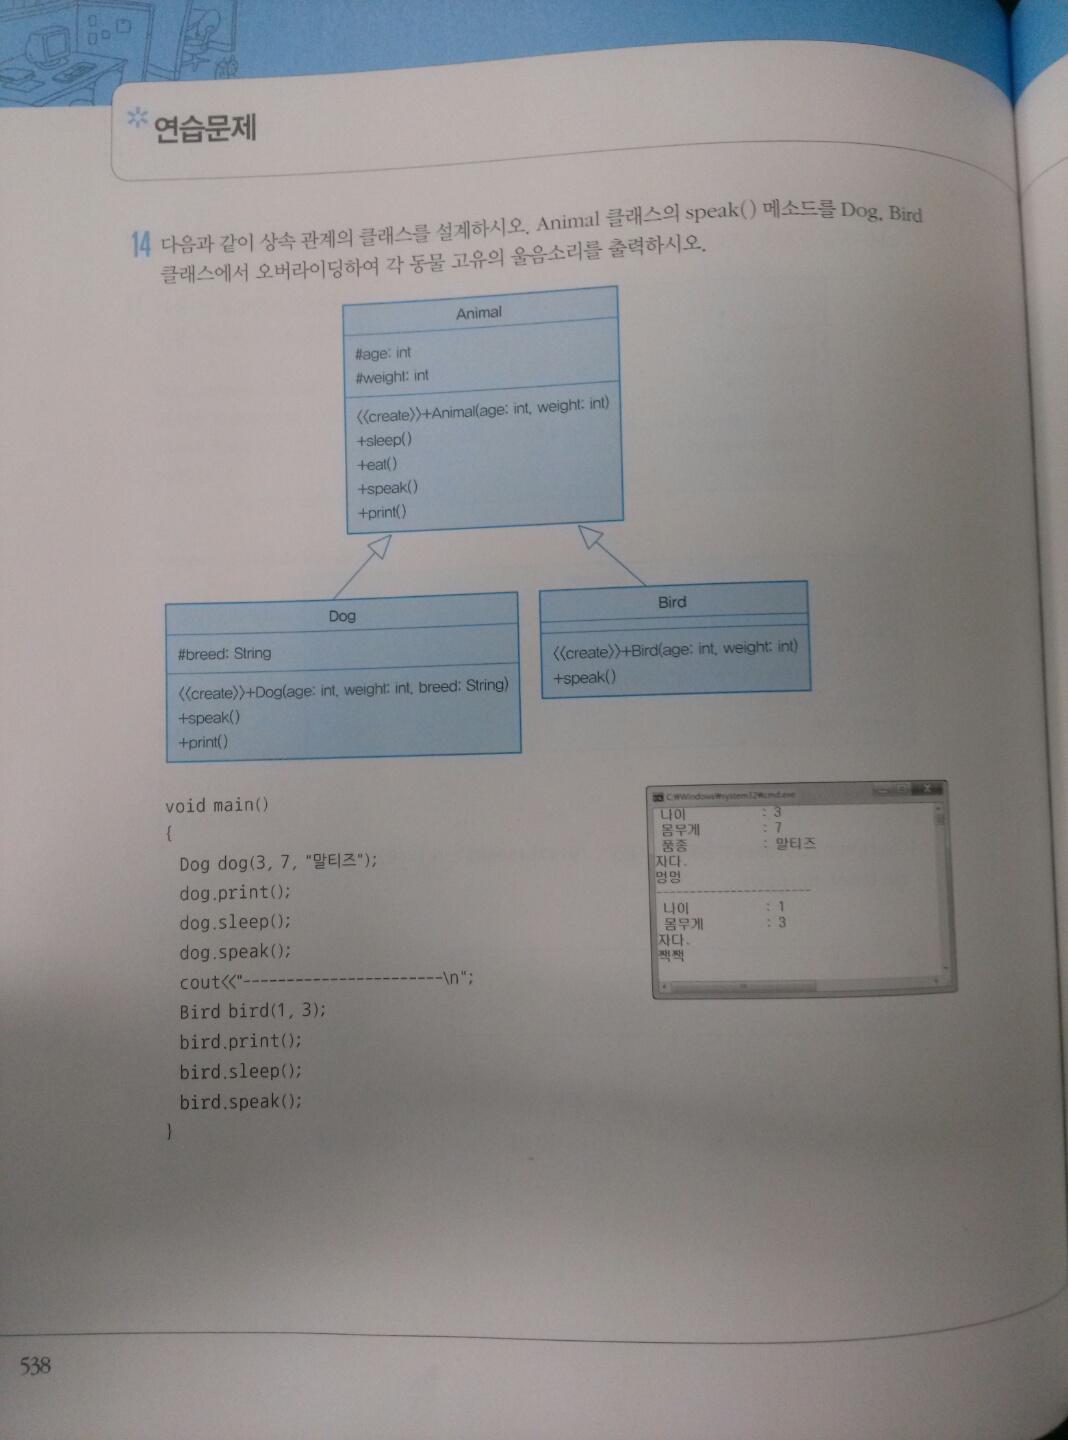 연습문제
14 다음과 같이 상속 관계의 클래스를 설계하시오. Animal 클래스의 speak() 메소드를 Dog, Bird
클래스에서 오버라이딩하여 각 동물 고유의 울음소리를 출력하시오.
Animal
#age: int
#weight: int
<<create>>+Animal(age: int, weight: int)
+sleep()
+eat()
+speak()
+print()
Dog
#breed: String
<<create>>+Dog(age: int, weight: int, breed: String)
+speak()
+print()
Bird
<<create>>+Bird(age: int, weight: int)
+speak()
void main()
{
Dog dog(3, 7, "말티즈");
dog.print();
dog.sleep();
dog.speak();
cout<<"-----------------------\n";
Bird bird(1, 3);
bird.print();
bird.sleep();
bird.speak();
}
C:₩Windows₩system32₩cmd.exe
나이 : 3
몸무게 : 7
품종 : 말티즈
자다.
멍멍
-----------------------
나이 : 1
몸무게 : 3
자다.
짹짹
538